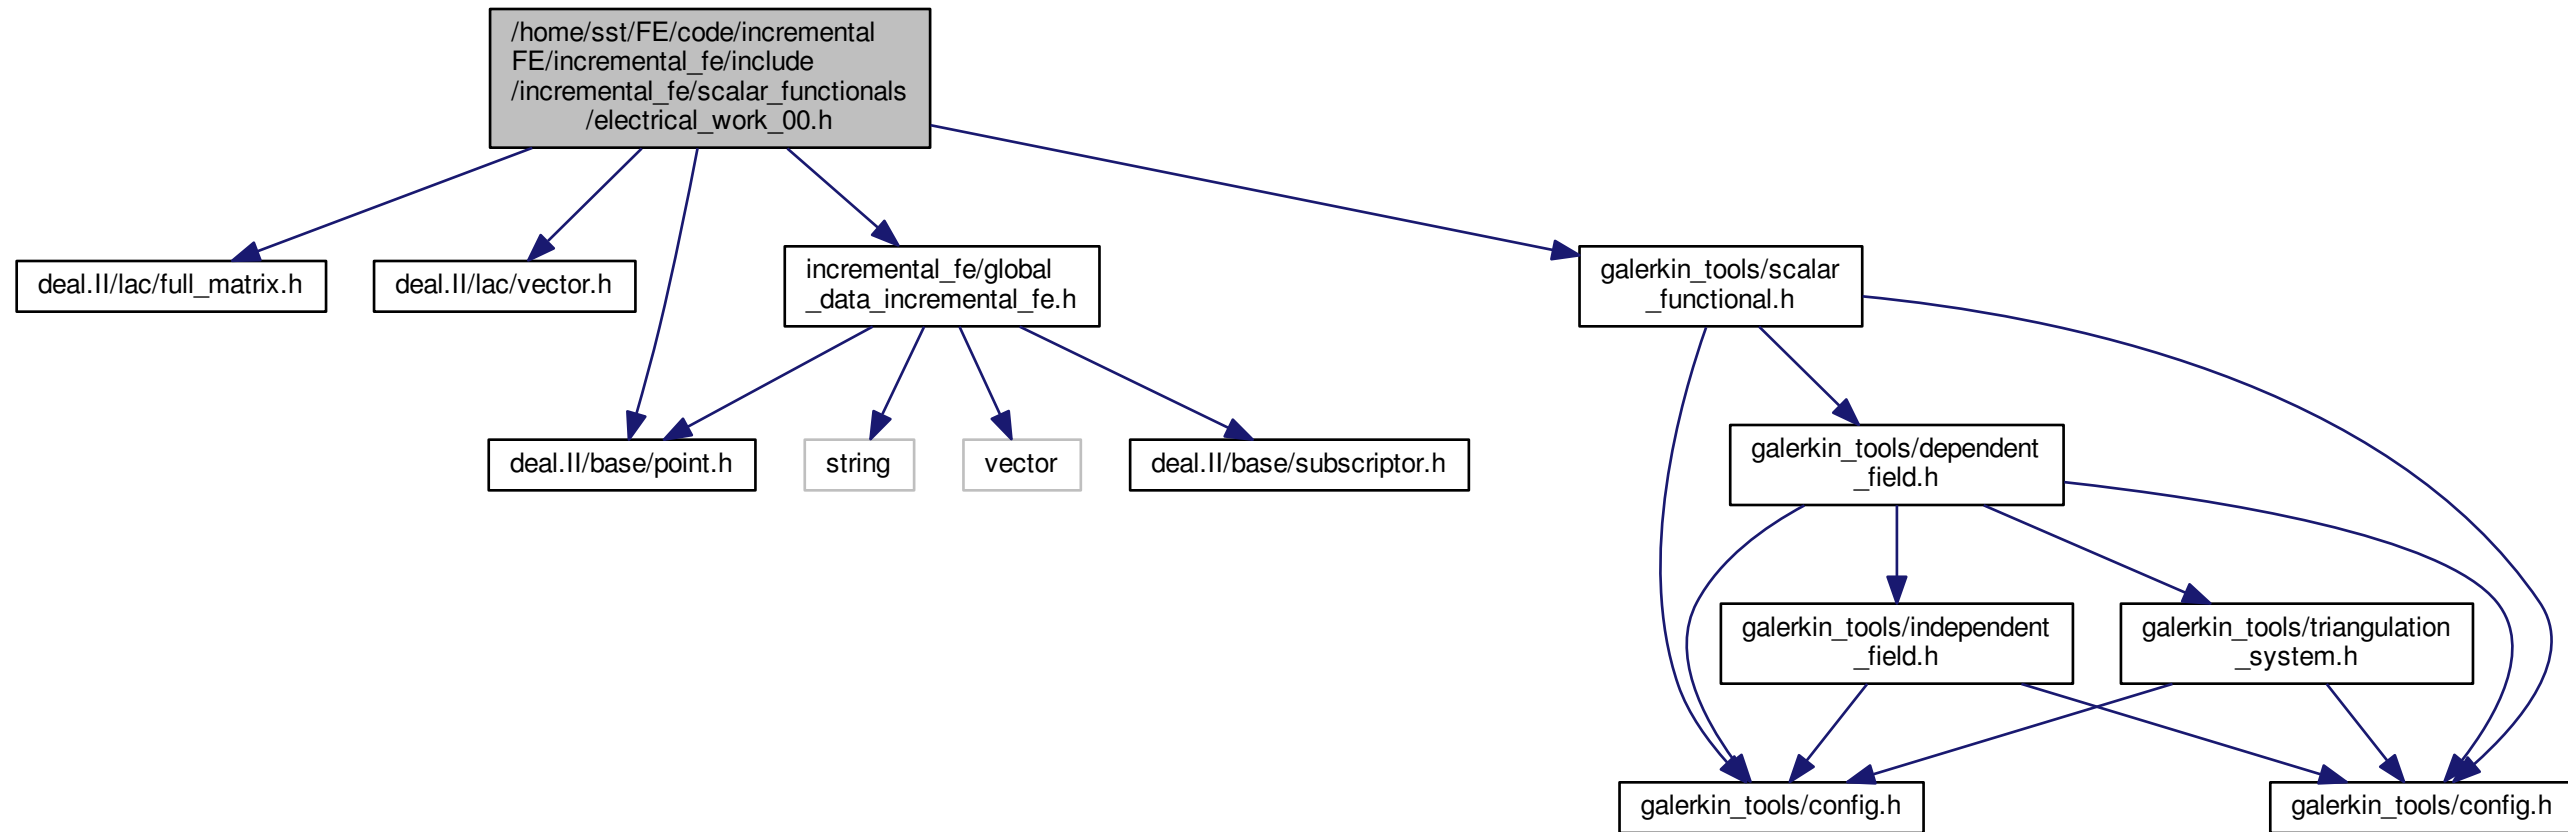 /home/sst/FE/code/incremental
FE/incremental_fe/include
/incremental_fe/scalar_functionals
/electrical_work_00.h
deal.II/lac/full_matrix.h
deal.II/lac/vector.h
incremental_fe/global
_data_incremental_fe.h
galerkin_tools/scalar
_functional.h
deal.II/base/point.h
string
vector
deal.II/base/subscriptor.h
galerkin_tools/dependent
_field.h
galerkin_tools/independent
_field.h
galerkin_tools/triangulation
_system.h
galerkin_tools/config.h
galerkin_tools/config.h